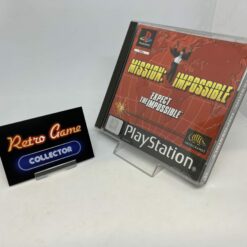 Retro Game
COLLECTOR
MISSION: IMPOSSIBLE
EXPECT
THE IMPOSSIBLE
PlayStation